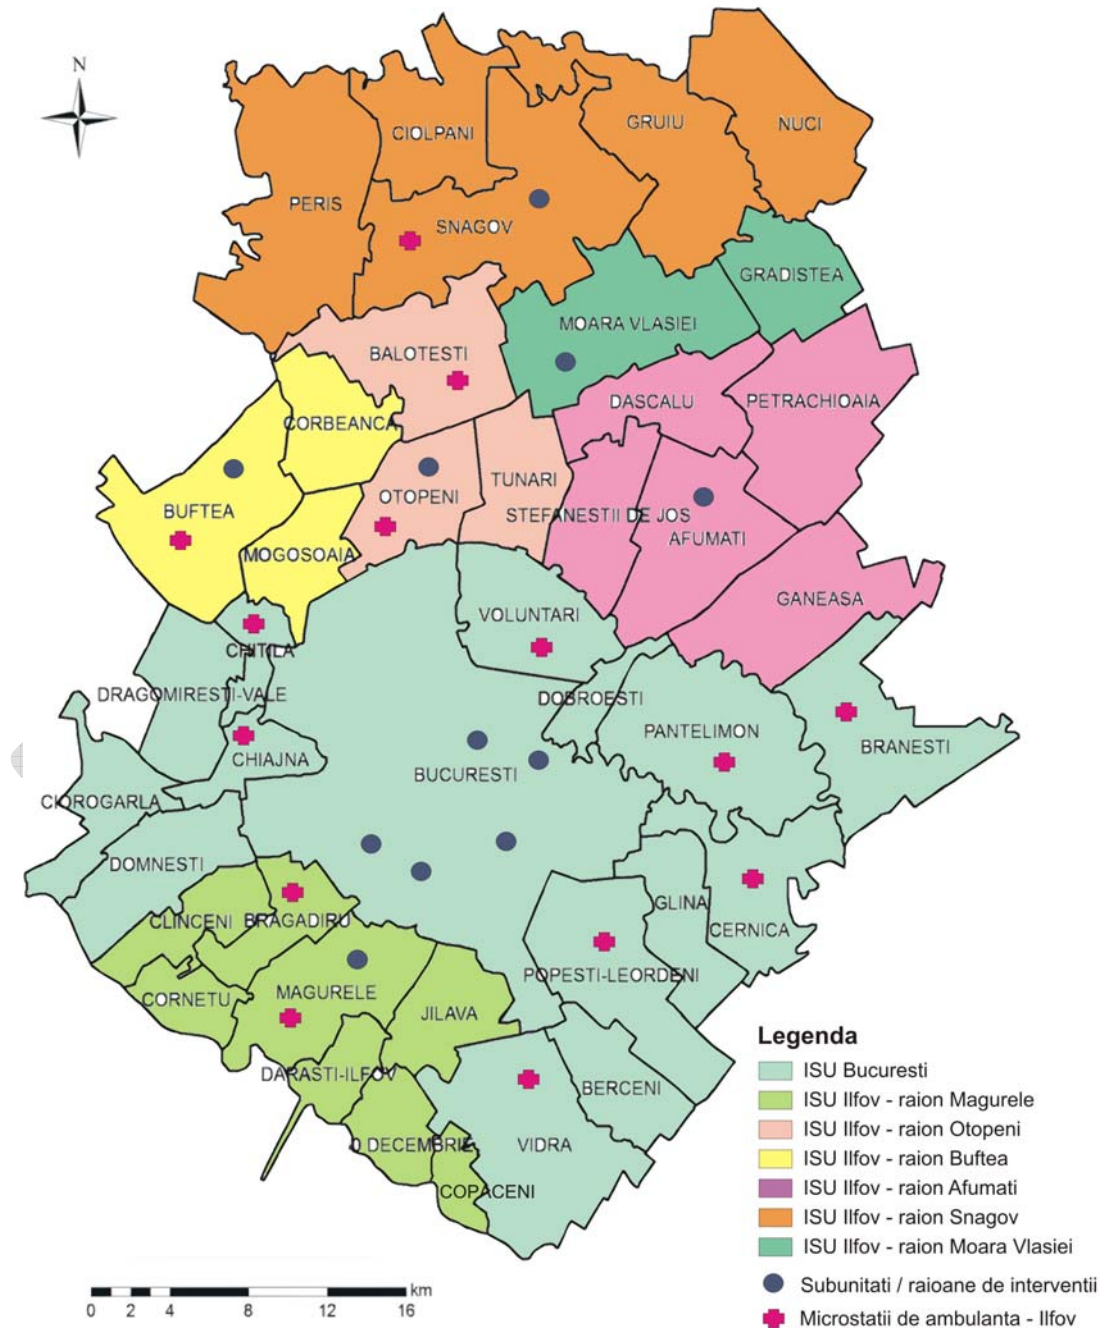 N
CIOLPANI
GRUIU
NUCI
PERIS
SNAGOV
GRADISTEA
MOARA VLASIEI
BALOTESTI
DASCALU
PETRACHIOAIA
CORBEANCA
TUNARI
OTOPENI
BUFTEA
STEFANESTII DE JOS
AFUMATI
MOGOSOAIA
GANEASA
VOLUNTARI
CHITILA
DRAGOMIRESTI-VALE
DOBROESTI
PANTELIMON
BRANESTI
CHIAJNA
BUCURESTI
CIOROGARLA
DOMNESTI
GLINA
CLINCENI
BRAGADIRU
CERNICA
POPESTI-LEORDENI
MAGURELE
CORNETU
JILAVA
DARASTI-ILFOV
BERCENI
0 DECEMBRIE
VIDRA
COPACENI
Legenda
ISU Bucuresti
ISU Ilfov - raion Magurele
ISU Ilfov - raion Otopeni
ISU Ilfov - raion Buftea
ISU Ilfov - raion Afumati
ISU Ilfov - raion Snagov
ISU Ilfov - raion Moara Vlasiei
Subunitati / raioane de interventii
Microstatii de ambulanta - Ilfov
km
0 2 4 8 12 16